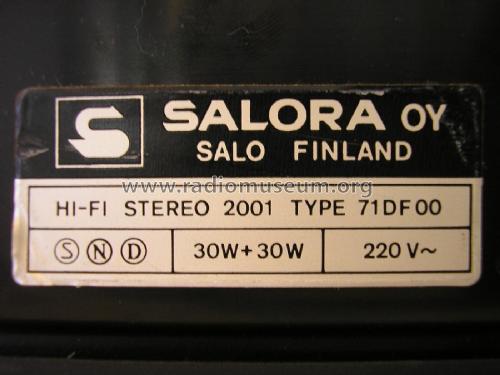 S SALORA OY
SALO FINLAND
www.radiomuseum.org
HI-FI STEREO 2001 TYPE 71DF00
S N D 30W+30W 220 V~